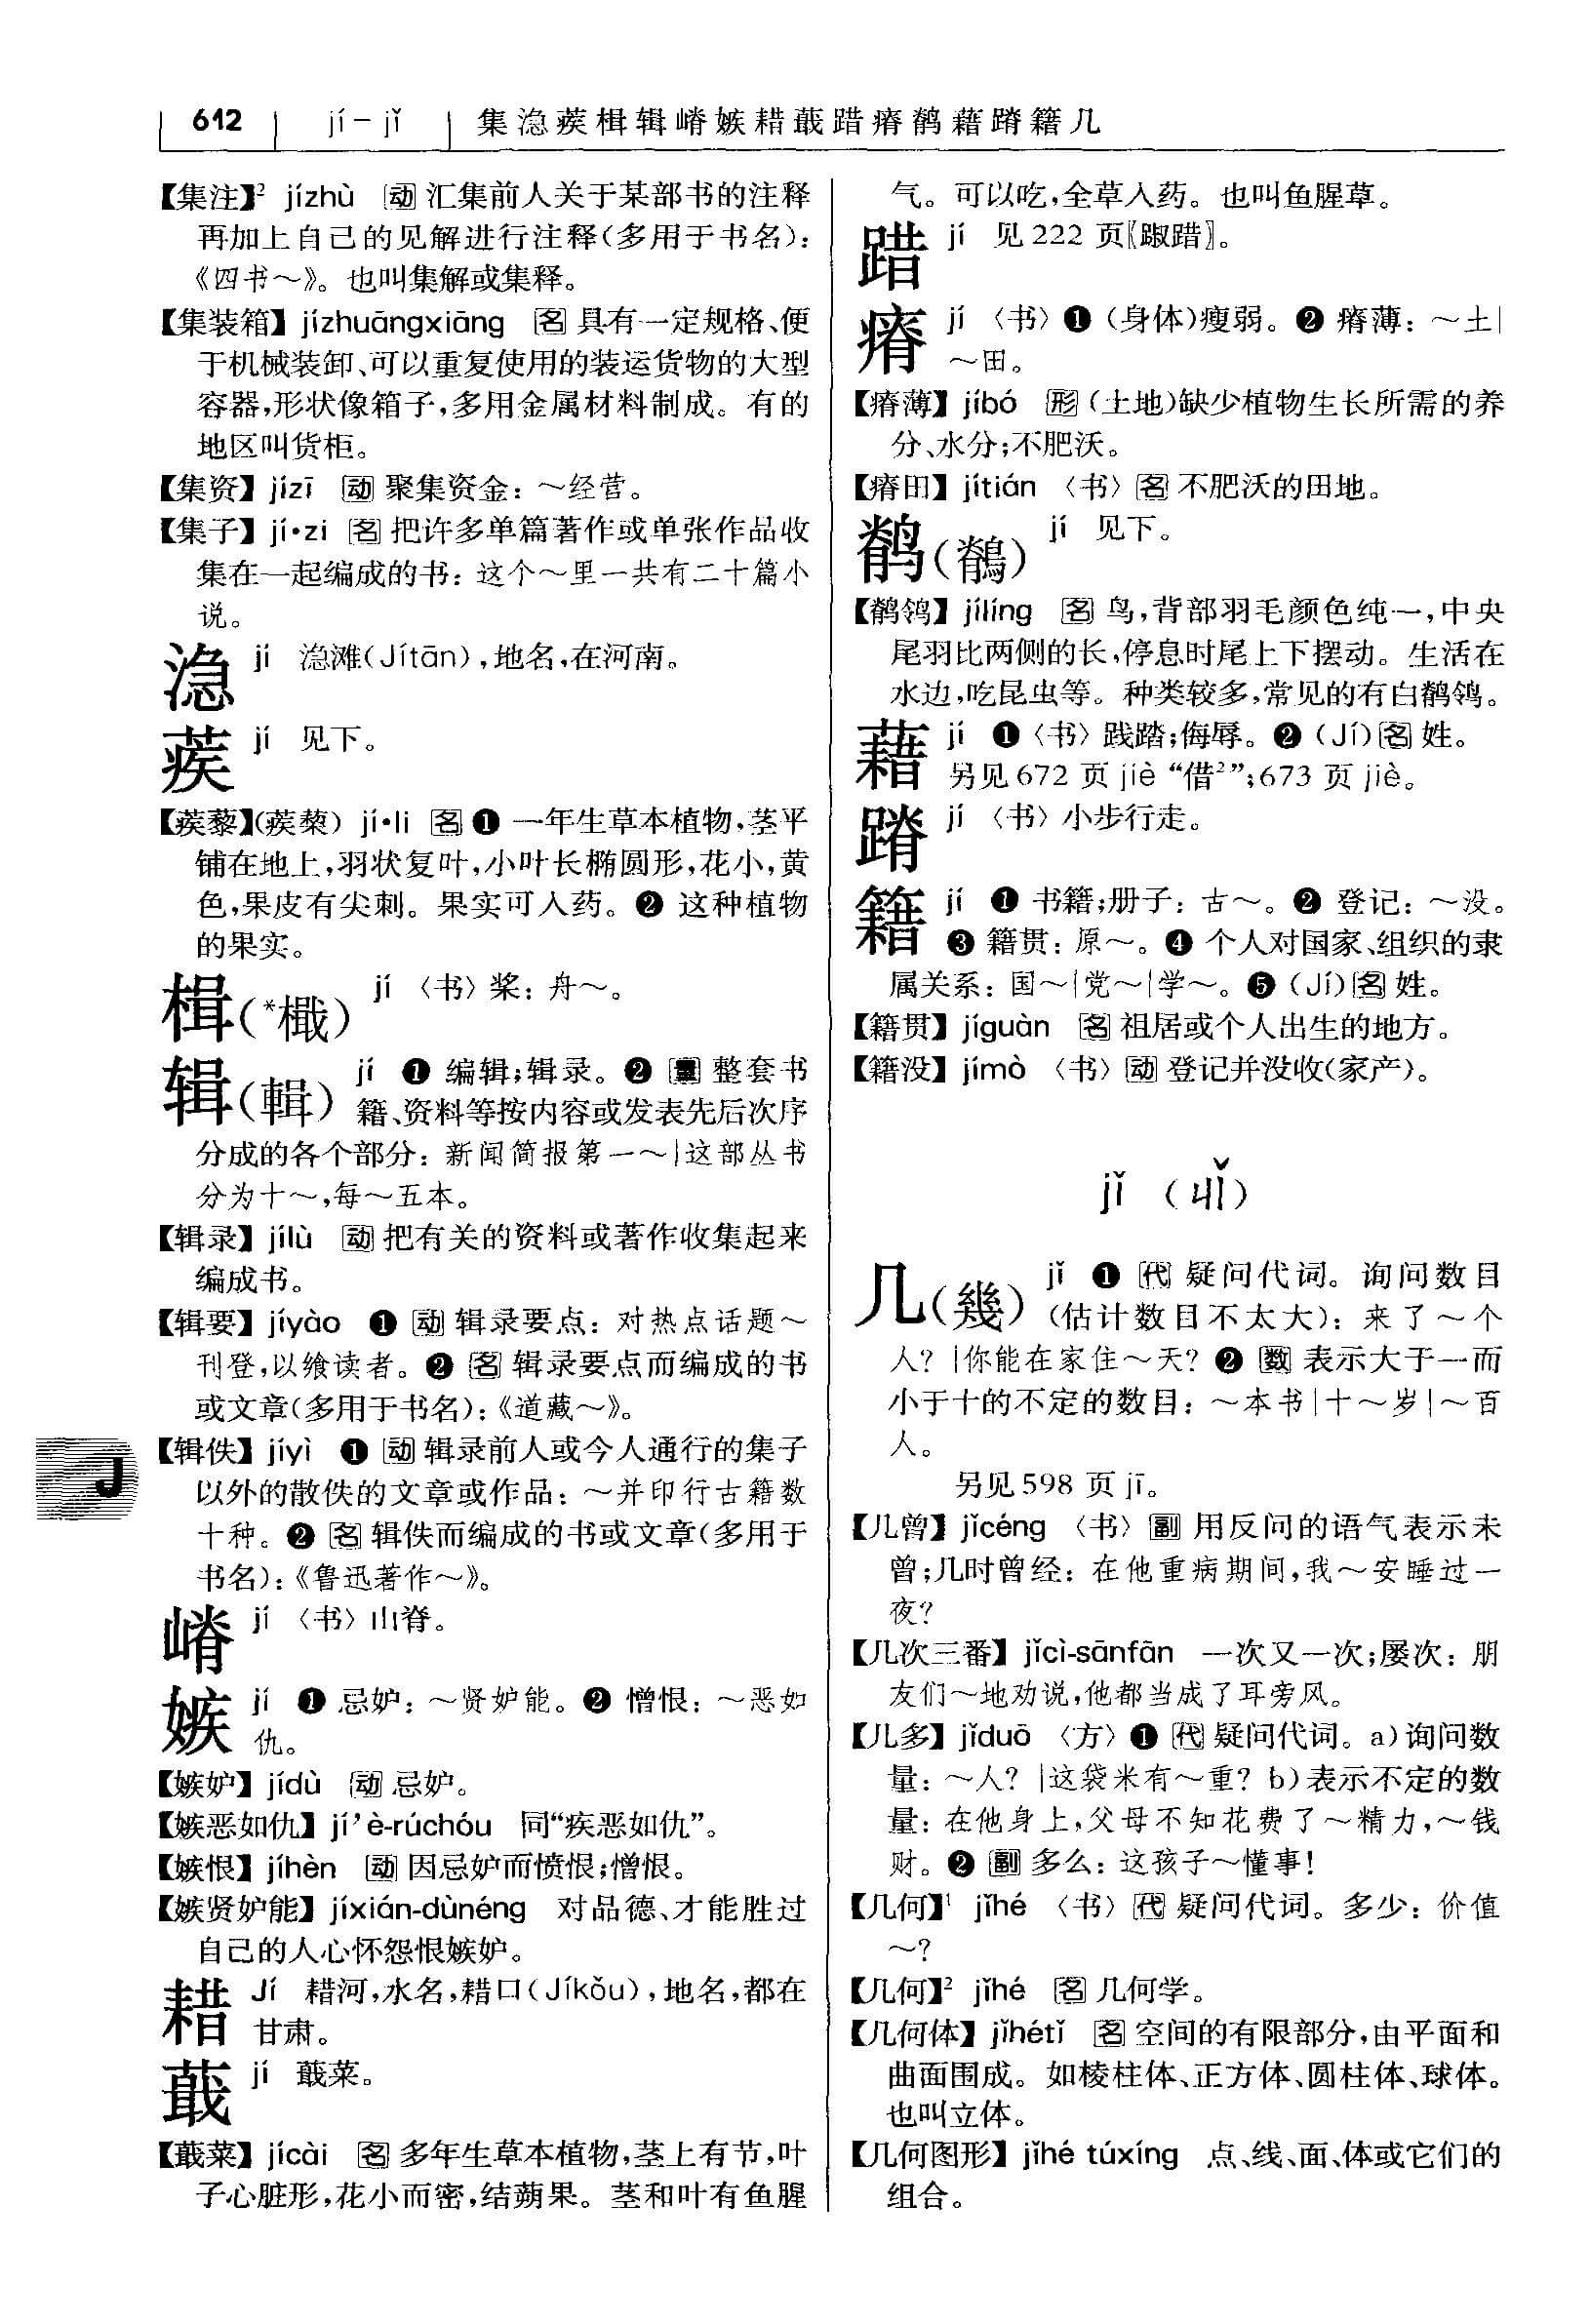 612 jí-jǐ 集㴔蒺楫辑嵴嫉耤蕺踖瘠鹡藉蹐籍几
【集注】² jízhù 动 汇集前人关于某部书的注释
再加上自己的见解进行注释(多用于书名):
《四书～》。也叫集解或集释。
【集装箱】jízhuāngxiāng 名 具有一定规格、便
于机械装卸、可以重复使用的装运货物的大型
容器,形状像箱子,多用金属材料制成。有的
地区叫货柜。
【集资】jízī 动 聚集资金: ～经营。
【集子】jí·zi 名 把许多单篇著作或单张作品收
集在一起编成的书: 这个～里一共有二十篇小
说。
㴔 jí 㴔滩(Jítān),地名,在河南。
蒺 jí 见下。
【蒺藜】(蒺蔾) jí·li 名 ❶ 一年生草本植物,茎平
铺在地上,羽状复叶,小叶长椭圆形,花小,黄
色,果皮有尖刺。果实可入药。❷ 这种植物
的果实。
楫(*檝) jí 〈书〉桨: 舟～。
辑(輯) jí ❶ 编辑;辑录。❷ 量 整套书
籍、资料等按内容或发表先后次序
分成的各个部分: 新闻简报第一～|这部丛书
分为十～,每～五本。
【辑录】jílù 动 把有关的资料或著作收集起来
编成书。
【辑要】jíyào ❶ 动 辑录要点: 对热点话题～
刊登,以飨读者。❷ 名 辑录要点而编成的书
或文章(多用于书名):《道藏～》。
【辑佚】jíyì ❶ 动 辑录前人或今人通行的集子
以外的散佚的文章或作品: ～并印行古籍数
十种。❷ 名 辑佚而编成的书或文章(多用于
书名):《鲁迅著作～》。
嵴 jí 〈书〉山脊。
嫉 jí ❶ 忌妒: ～贤妒能。❷ 憎恨: ～恶如
仇。
【嫉妒】jídù 动 忌妒。
【嫉恶如仇】jí'è-rúchóu 同“疾恶如仇”。
【嫉恨】jíhèn 动 因忌妒而愤恨;憎恨。
【嫉贤妒能】jíxián-dùnéng 对品德、才能胜过
自己的人心怀怨恨嫉妒。
耤 Jí 耤河,水名,耤口(Jíkǒu),地名,都在
甘肃。
蕺 jí 蕺菜。
【蕺菜】jícài 名 多年生草本植物,茎上有节,叶
子心脏形,花小而密,结蒴果。茎和叶有鱼腥
J
气。可以吃,全草入药。也叫鱼腥草。
踖 jí 见 222 页〖踧踖〗。
瘠 jí 〈书〉❶ (身体)瘦弱。❷ 瘠薄: ～土|
～田。
【瘠薄】jíbó 形 (土地)缺少植物生长所需的养
分、水分;不肥沃。
【瘠田】jítián 〈书〉名 不肥沃的田地。
鹡(鶺) jí 见下。
【鹡鸰】jílíng 名 鸟,背部羽毛颜色纯一,中央
尾羽比两侧的长,停息时尾上下摆动。生活在
水边,吃昆虫等。种类较多,常见的有白鹡鸰。
藉 jí ❶〈书〉践踏;侮辱。❷ (Jí)名 姓。
另见 672 页 jiè “借²”;673 页 jiè。
蹐 jí 〈书〉小步行走。
籍 jí ❶ 书籍;册子: 古～。❷ 登记: ～没。
❸ 籍贯: 原～。❹ 个人对国家、组织的隶
属关系: 国～|党～|学～。❺ (Jí)名 姓。
【籍贯】jíguàn 名 祖居或个人出生的地方。
【籍没】jímò 〈书〉动 登记并没收(家产)。
jǐ (ㄐㄧˇ)
几(幾) jǐ ❶ 代 疑问代词。询问数目
(估计数目不太大): 来了～个
人? |你能在家住～天? ❷ 数 表示大于一而
小于十的不定的数目: ～本书|十～岁|～百
人。
另见 598 页 jī。
【几曾】jǐcéng 〈书〉副 用反问的语气表示未
曾;几时曾经: 在他重病期间,我～安睡过一
夜?
【几次三番】jǐcì-sānfān 一次又一次;屡次: 朋
友们～地劝说,他都当成了耳旁风。
【几多】jǐduō 〈方〉❶ 代 疑问代词。a)询问数
量: ～人? |这袋米有～重? b)表示不定的数
量: 在他身上,父母不知花费了～精力,～钱
财。❷ 副 多么: 这孩子～懂事!
【几何】¹ jǐhé 〈书〉代 疑问代词。多少: 价值
～?
【几何】² jǐhé 名 几何学。
【几何体】jǐhétǐ 名 空间的有限部分,由平面和
曲面围成。如棱柱体、正方体、圆柱体、球体。
也叫立体。
【几何图形】jǐhé túxíng 点、线、面、体或它们的
组合。